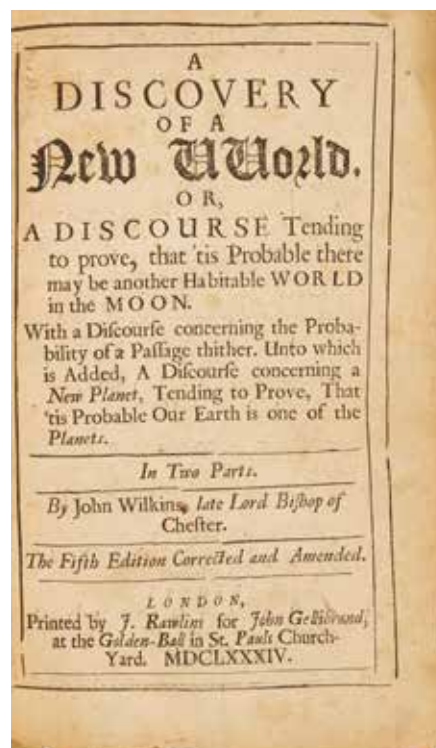 A
DISCOVERY
OF A
New UUorld.
OR,
A DISCOURSE Tending
to prove, that 'tis Probable there
may be another Habitable WORLD
in the MOON.
With a Diſcourſe concerning the Proba-
bility of a Paſſage thither. Unto which
is Added, A Diſcourſe concerning a
New Planet, Tending to Prove, That
'tis Probable Our Earth is one of the
Planets.
In Two Parts.
By John Wilkins, late Lord Biſhop of
Cheſter.
The Fifth Edition Corrected and Amended.
LONDON,
Printed by J. Rawlins for John Gellibrand,
at the Golden-Ball in St. Pauls Church-
Yard. MDCLXXXIV.